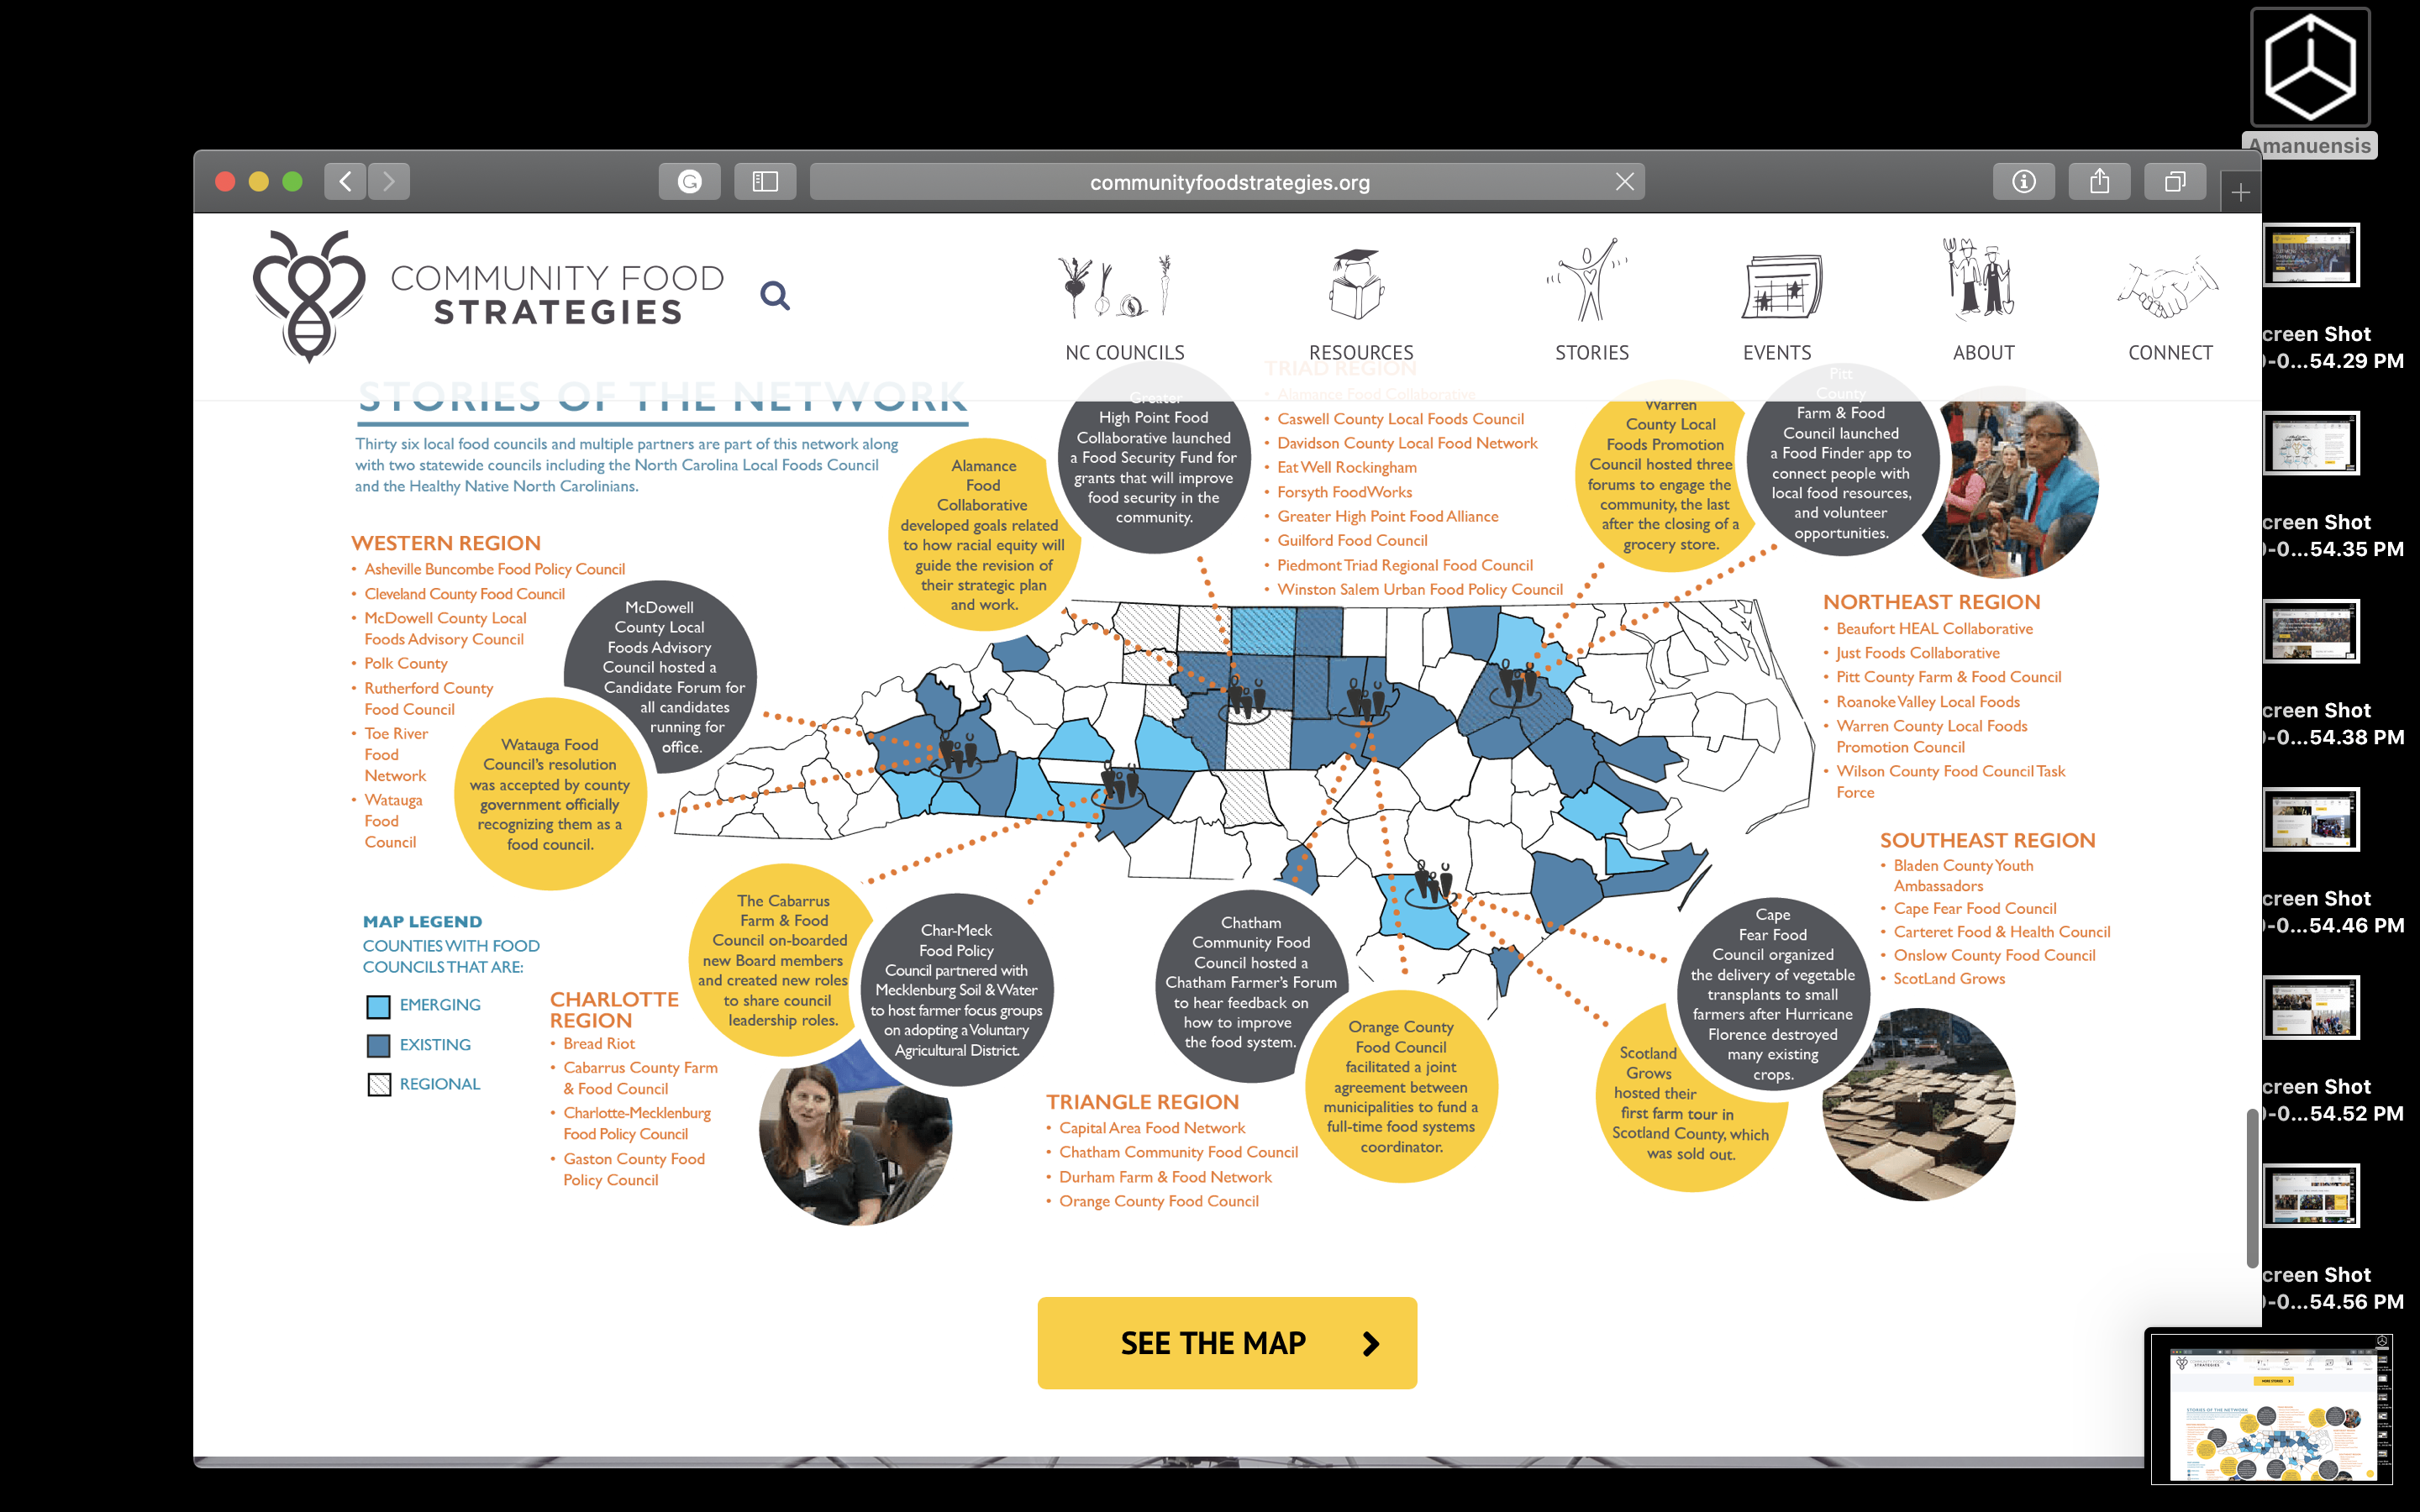 Amanuensis
communityfoodstrategies.org
COMMUNITY FOOD
STRATEGIES
NC COUNCILS
RESOURCES
STORIES
EVENTS
ABOUT
CONNECT
STORIES OF THE NETWORK
Thirty six local food councils and multiple partners are part of this network along
with two statewide councils including the North Carolina Local Foods Council
and the Healthy Native North Carolinians.
WESTERN REGION
• Asheville Buncombe Food Policy Council
• Cleveland County Food Council
• McDowell County Local
Foods Advisory Council
• Polk County
• Rutherford County
Food Council
• Toe River
Food
Network
• Watauga
Food
Council
McDowell
County Local
Foods Advisory
Council hosted a
Candidate Forum for
all candidates
running for
office.
Watauga Food
Council's resolution
was accepted by county
government officially
recognizing them as a
food council.
Alamance
Food
Collaborative
developed goals related
to how racial equity will
guide the revision of
their strategic plan
and work.
Greater
High Point Food
Collaborative launched
a Food Security Fund for
grants that will improve
food security in the
community.
TRIAD REGION
Alamance Food Collaborative
• Caswell County Local Foods Council
• Davidson County Local Food Network
• Eat Well Rockingham
• Forsyth FoodWorks
• Greater High Point Food Alliance
• Guilford Food Council
• Piedmont Triad Regional Food Council
• Winston Salem Urban Food Policy Council
Warren
County Local
Foods Promotion
Council hosted three
forums to engage the
community, the last
after the closing of a
grocery store.
Pitt
County
Farm & Food
Council launched
a Food Finder app to
connect people with
local food resources,
and volunteer
opportunities.
NORTHEAST REGION
• Beaufort HEAL Collaborative
• Just Foods Collaborative
• Pitt County Farm & Food Council
• Roanoke Valley Local Foods
• Warren County Local Foods
Promotion Council
• Wilson County Food Council Task
Force
SOUTHEAST REGION
• Bladen County Youth
Ambassadors
• Cape Fear Food Council
• Carteret Food & Health Council
• Onslow County Food Council
• ScotLand Grows
MAP LEGEND
COUNTIES WITH FOOD
COUNCILS THAT ARE:
EMERGING
EXISTING
REGIONAL
CHARLOTTE
REGION
• Bread Riot
• Cabarrus County Farm
& Food Council
• Charlotte-Mecklenburg
Food Policy Council
• Gaston County Food
Policy Council
The Cabarrus
Farm & Food
Council on-boarded
new Board members
and created new roles
to share council
leadership roles.
Char-Meck
Food Policy
Council partnered with
Mecklenburg Soil & Water
to host farmer focus groups
on adopting a Voluntary
Agricultural District.
TRIANGLE REGION
• Capital Area Food Network
• Chatham Community Food Council
• Durham Farm & Food Network
• Orange County Food Council
Chatham
Community Food
Council hosted a
Chatham Farmer's Forum
to hear feedback on
how to improve
the food system.
Orange County
Food Council
facilitated a joint
agreement between
municipalities to fund a
full-time food systems
coordinator.
Scotland
Grows
hosted their
first farm tour in
Scotland County, which
was sold out.
Cape
Fear Food
Council organized
the delivery of vegetable
transplants to small
farmers after Hurricane
Florence destroyed
many existing
crops.
SEE THE MAP
creen Shot
-0...54.29 PM
creen Shot
-0...54.35 PM
creen Shot
-0...54.38 PM
creen Shot
-0...54.46 PM
creen Shot
-0...54.52 PM
creen Shot
-0...54.56 PM